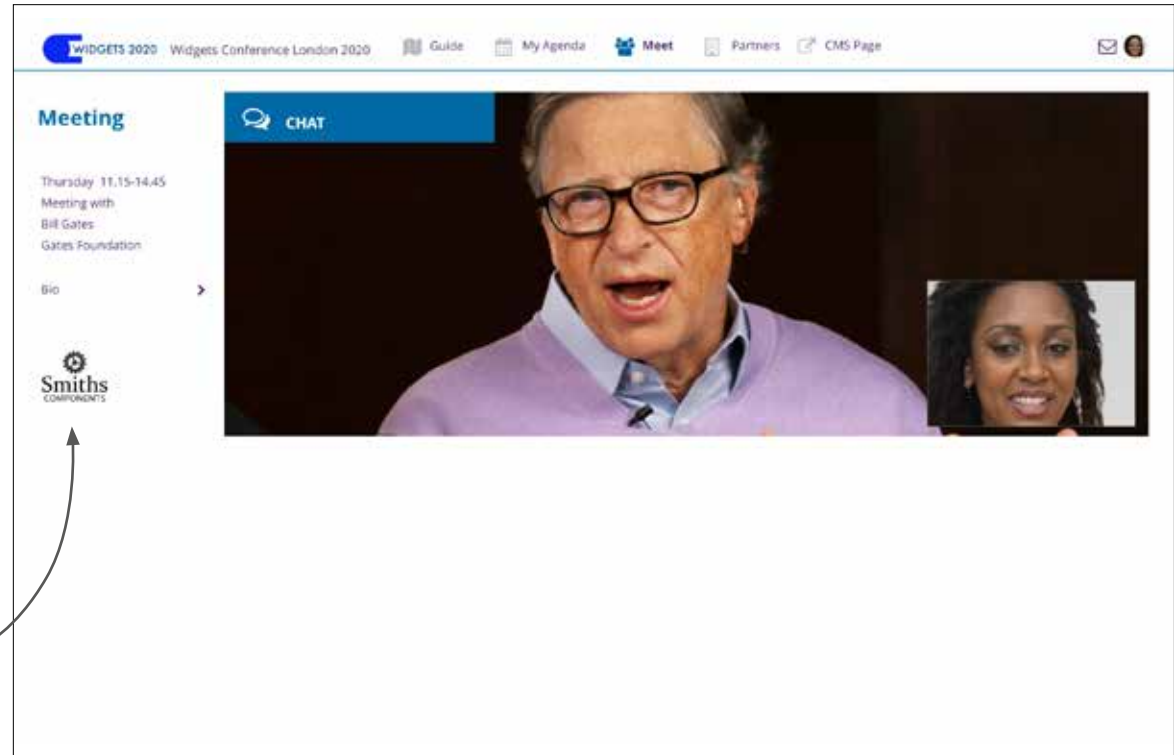 WIDGETS 2020 Widgets Conference London 2020 Guide My Agenda Meet Partners CMS Page
Meeting
CHAT
Thursday 11.15-14.45
Meeting with
Bill Gates
Gates Foundation
Bio
Smiths
COMPONENTS